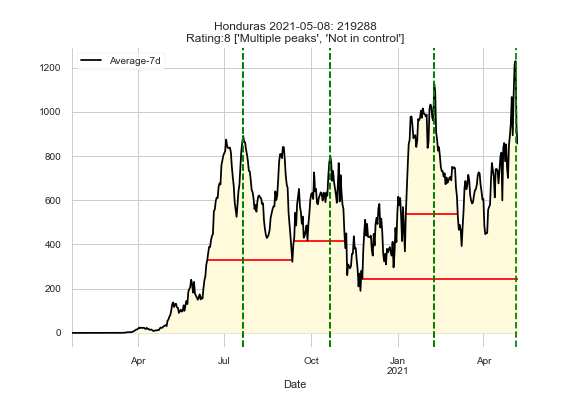 Honduras 2021-05-08: 219288
Rating:8 ['Multiple peaks', 'Not in control']
Average-7d
1200
1000
800
600
400
200
0
Apr
Jul
Oct
Jan
2021
Apr
Date